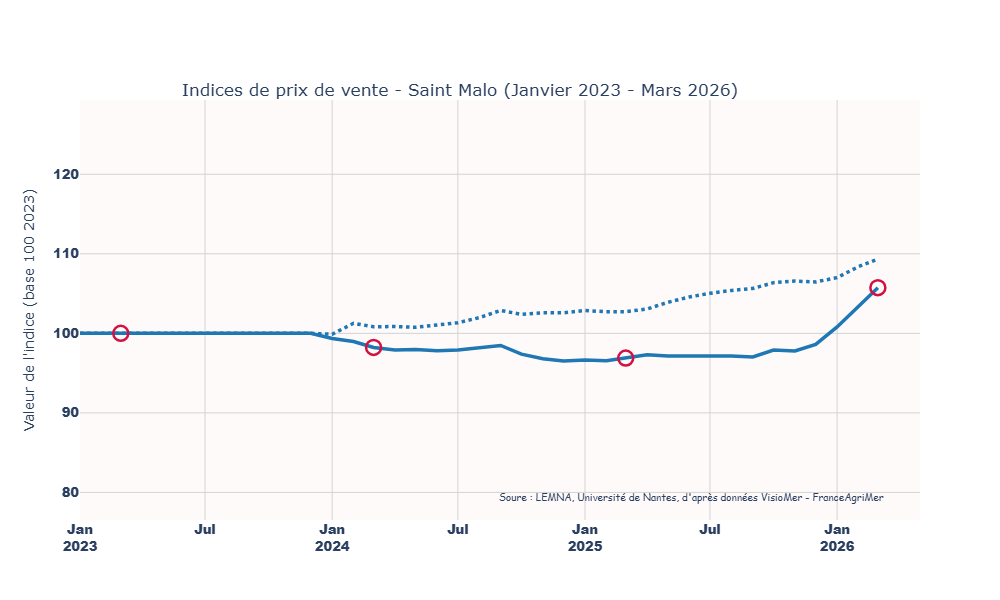 Indices de prix de vente - Saint Malo (Janvier 2023 - Mars 2026)
Valeur de l'indice (base 100 2023)
120
110
100
90
80
Soure : LEMNA, Université de Nantes, d'après données VisioMer - FranceAgriMer
Jan Jul Jan Jul Jan Jul Jan
2023 2024 2025 2026